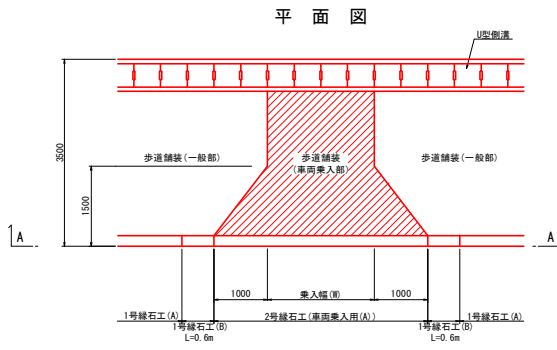 平 面 図
U型側溝
3500
歩道舗装(一般部)
歩道舗装
(車両乗入部)
歩道舗装(一般部)
1500
A
A
1000
乗入幅(W)
1000
1号縁石工(A)
2号縁石工(車両乗入用(A))
1号縁石工(A)
1号縁石工(B)
L=0.6m
1号縁石工(B)
L=0.6m